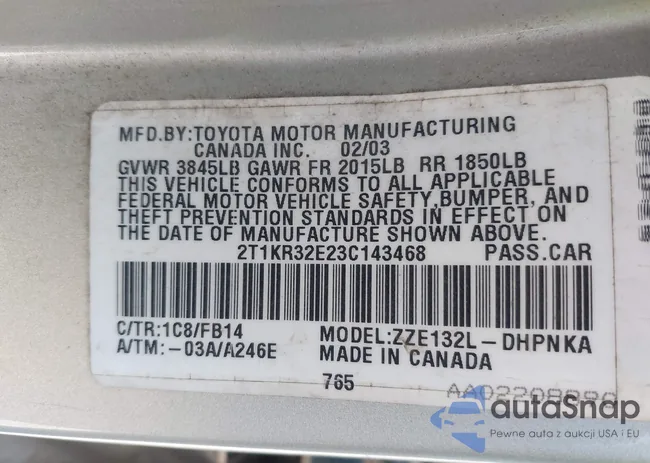 MFD.BY:TOYOTA MOTOR MANUFACTURING
CANADA INC. 02/03
GVWR 3845LB GAWR FR 2015LB RR 1850LB
THIS VEHICLE CONFORMS TO ALL APPLICABLE
FEDERAL MOTOR VEHICLE SAFETY,BUMPER, AND
THEFT PREVENTION STANDARDS IN EFFECT ON
THE DATE OF MANUFACTURE SHOWN ABOVE.
2T1KR32E23C143468 PASS.CAR
C/TR:1C8/FB14 MODEL:ZZE132L-DHPNKA
A/TM:-03A/A246E MADE IN CANADA
765
autaSnap
Pewne auta z aukcji USA i EU